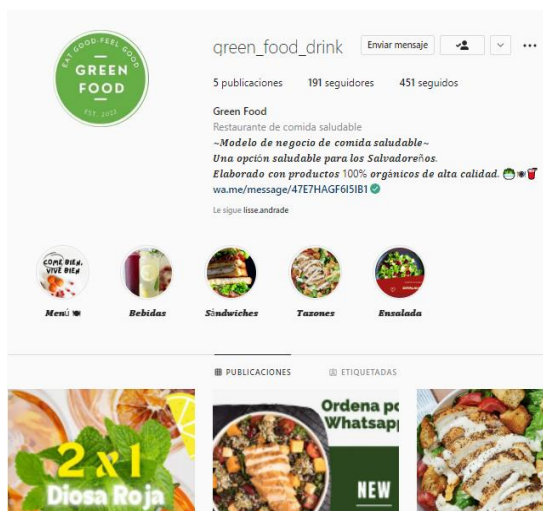 EAT GOOD·FEEL GOOD
GREEN
FOOD
EST. 2022
green_food_drink
Enviar mensaje
5 publicaciones 191 seguidores 451 seguidos
Green Food
Restaurante de comida saludable
~Modelo de negocio de comida saludable~
Una opción saludable para los Salvadoreños.
Elaborado con productos 100% orgánicos de alta calidad. 🥗🍽🥤
wa.me/message/47E7HAGF6I5IB1
Le sigue lisse.andrade
COME BIEN,
VIVE BIEN
Menú 🍽
Bebidas
Sándwiches
Tazones
Ensalada
PUBLICACIONES
ETIQUETADAS
2x1
Diosa Roja
Ordena po
Whatsap
NEW